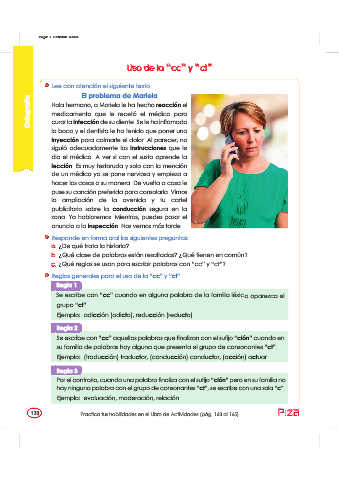 Uso de la "cc" y "ct"
Ortografía
Lee con atención el siguiente texto
El problema de Mariela
Hola hermano, a Mariela le ha hecho reacción el
medicamento que le recetó el médico para
curar la infección de su diente. Se le ha inflamado
la boca y el dentista le ha tenido que poner una
inyección para calmarle el dolor. Al parecer, no
siguió adecuadamente las instrucciones que le
dio el médico. A ver si con el susto aprende la
lección. Es muy testaruda y solo con la mención
de un médico ya se pone nerviosa y empieza a
hacer las cosas a su manera. De vuelta a casa le
puse su canción preferida para consolarla. Vimos
la ampliación de la avenida y tu cartel
publicitario sobre la conducción segura en la
zona. Ya hablaremos. Mientras, puedes pasar el
anuncio a la inspección. Nos vemos más tarde.
Responde en forma oral las siguientes preguntas
a. ¿De qué trata la historia?
b. ¿Qué clase de palabras están resaltadas? ¿Qué tienen en común?
c. ¿Qué reglas se usan para escribir palabras con "cc" y "ct"?
Reglas generales para el uso de la "cc" y "ct"
Regla 1
Se escribe con "cc" cuando en alguna palabra de la familia léxica aparezca el
grupo "ct".
Ejemplo: adicción (adicto), reducción (reducto)
Regla 2
Se escribe con "cc" aquellas palabras que finalizan con el sufijo "ción" cuando en
su familia de palabras hay alguna que presenta el grupo de consonantes "ct".
Ejemplo: (traducción) traductor, (conducción) conductor, (acción) actuar
Regla 3
Por el contrario, cuando una palabra finaliza con el sufijo "ción" pero en su familia no
hay ninguna palabra con el grupo de consonantes "ct", se escribe con una sola "c".
Ejemplo: evaluación, moderación, relación
Practica tus habilidades en el Libro de Actividades (pág. 163 al 165)